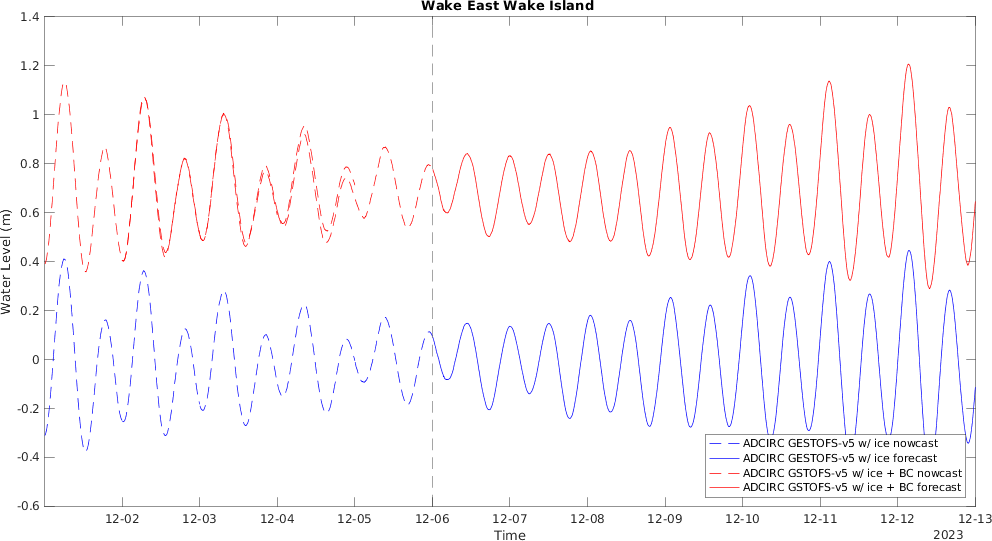 Wake East Wake Island
1.4
1.2
1
0.8
0.6
0.4
0.2
0
-0.2
-0.4
-0.6
Water Level (m)
ADCIRC GESTOFS-v5 w/ ice nowcast
ADCIRC GESTOFS-v5 w/ ice forecast
ADCIRC GSTOFS-v5 w/ ice + BC nowcast
ADCIRC GSTOFS-v5 w/ ice + BC forecast
12-02 12-03 12-04 12-05 12-06 12-07 12-08 12-09 12-10 12-11 12-12 12-13
Time
2023